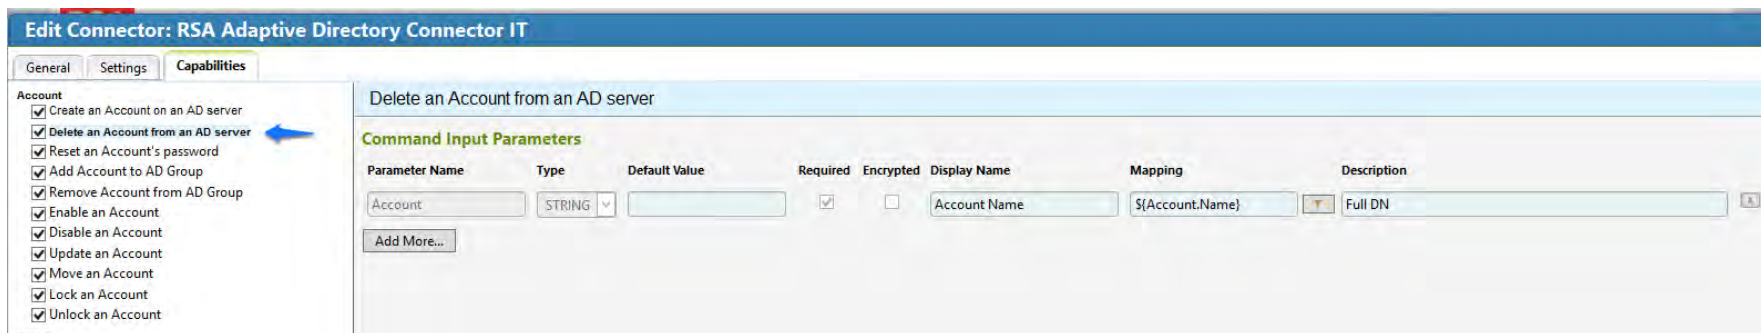 Edit Connector: RSA Adaptive Directory Connector IT
General Settings Capabilities
Account
Create an Account on an AD server
Delete an Account from an AD server
Reset an Account's password
Add Account to AD Group
Remove Account from AD Group
Enable an Account
Disable an Account
Update an Account
Move an Account
Lock an Account
Unlock an Account
Delete an Account from an AD server
Command Input Parameters
Parameter Name Type Default Value Required Encrypted Display Name Mapping Description
Account STRING Account Name ${Account.Name} Full DN
Add More...